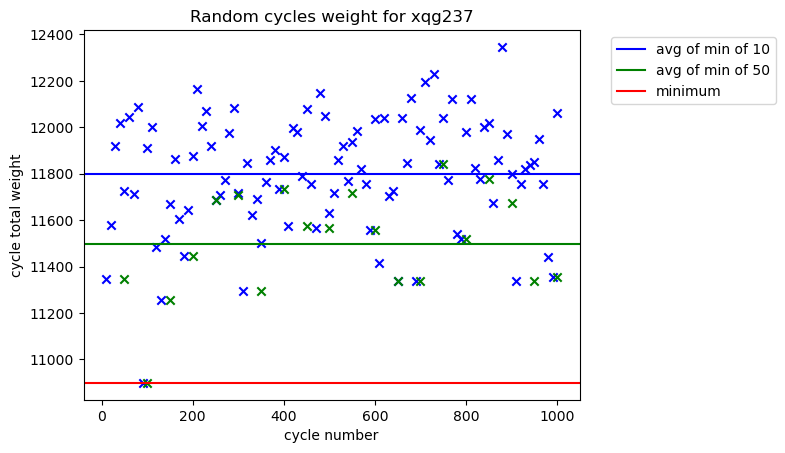 Random cycles weight for xqg237
12400
12200
12000
11800
11600
11400
11200
11000
cycle total weight
0
200
400
600
800
1000
cycle number
avg of min of 10
avg of min of 50
minimum